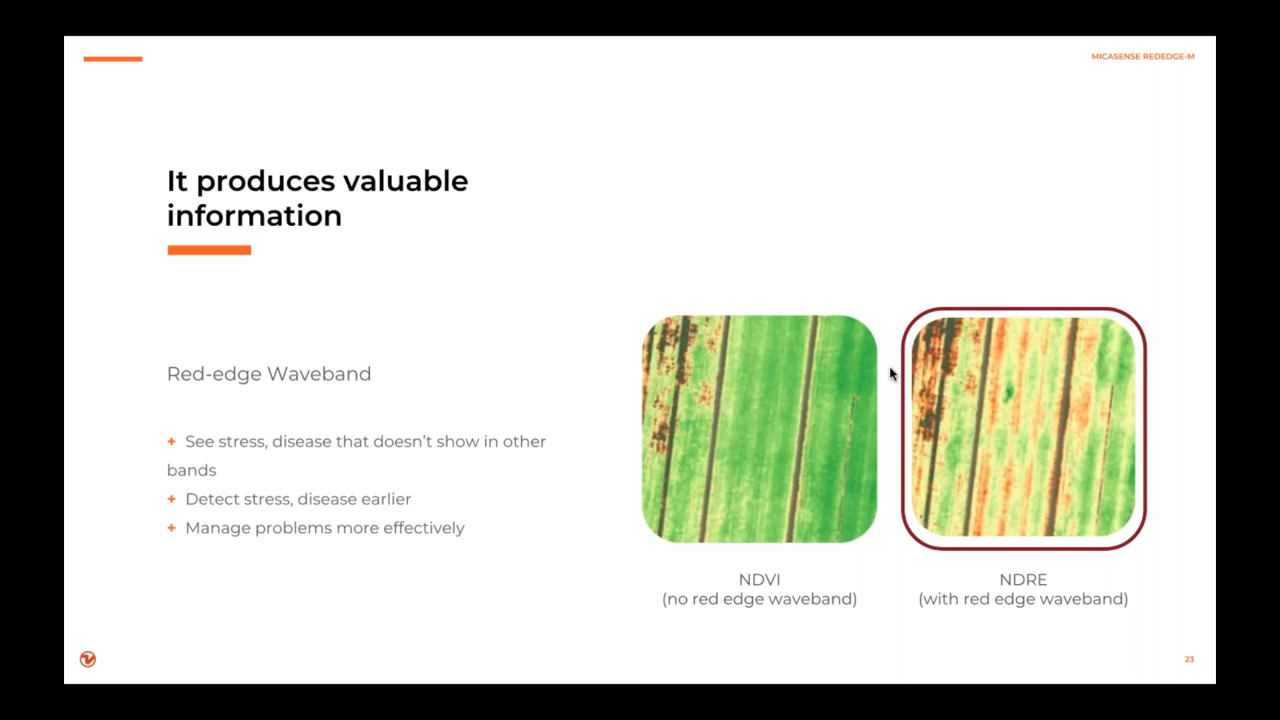 MICASENSE REDEDGE-M
It produces valuable
information
Red-edge Waveband
+ See stress, disease that doesn't show in other
bands
+ Detect stress, disease earlier
+ Manage problems more effectively
NDVI
(no red edge waveband)
NDRE
(with red edge waveband)
23